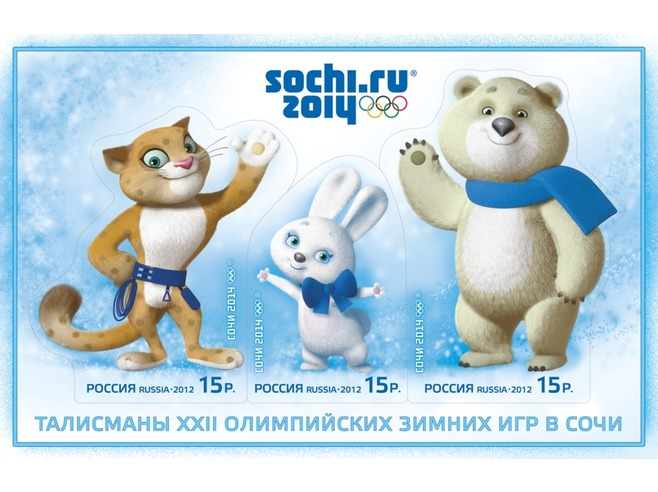 sochi.ru®
2014
СОЧИ 2014 ®
СОЧИ 2014 ®
СОЧИ 2014 ®
РОССИЯ RUSSIA·2012 15Р.
РОССИЯ RUSSIA·2012 15Р.
РОССИЯ RUSSIA·2012 15Р.
ТАЛИСМАНЫ XXII ОЛИМПИЙСКИХ ЗИМНИХ ИГР В СОЧИ